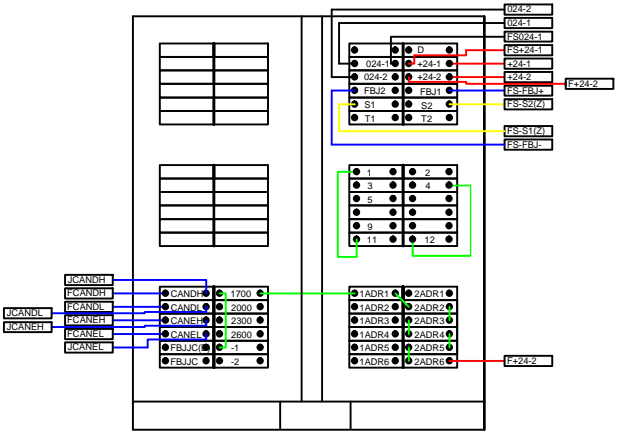 024-2
024-1
FS024-1
D FS+24-1
024-1 +24-1 +24-1
024-2 +24-2 +24-2
F+24-2
FBJ2 FBJ1 FS-FBJ+
S1 S2 FS-S2(Z)
T1 T2
FS-S1(Z)
FS-FBJ-
1 2
3 4
5
9
11 12
JCANDH
FCANDH CANDH 1700 1ADR1 2ADR1
FCANDL CANDL 2000 1ADR2 2ADR2
JCANDL
FCANEH CANEH 2300 1ADR3 2ADR3
JCANEH
FCANEL CANEL 2600 1ADR4 2ADR4
JCANEL FBJJC( -1 1ADR5 2ADR5
FBJJC -2 1ADR6 2ADR6 F+24-2